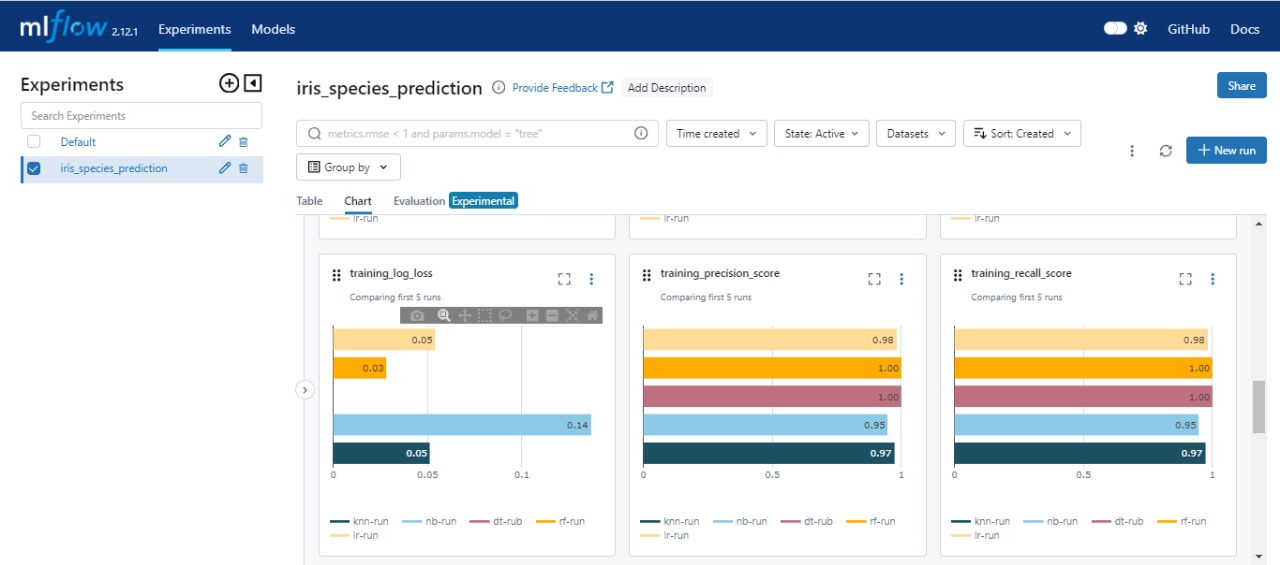 mlflow 2.12.1 Experiments Models GitHub Docs
Experiments
Search Experiments
Default
iris_species_prediction
iris_species_prediction Provide Feedback Add Description Share
metrics.rmse < 1 and params.model = "tree" Time created State: Active Datasets Sort: Created
+ New run
Group by
Table Chart Evaluation Experimental
lr-run lr-run lr-run
training_log_loss
Comparing first 5 runs
0.05
0.03
0.14
0.05
0 0.05 0.1
knn-run nb-run dt-rub rf-run
lr-run
training_precision_score
Comparing first 5 runs
0.98
1.00
1.00
0.95
0.97
0 0.5 1
knn-run nb-run dt-rub rf-run
lr-run
training_recall_score
Comparing first 5 runs
0.98
1.00
1.00
0.95
0.97
0 0.5 1
knn-run nb-run dt-rub rf-run
lr-run